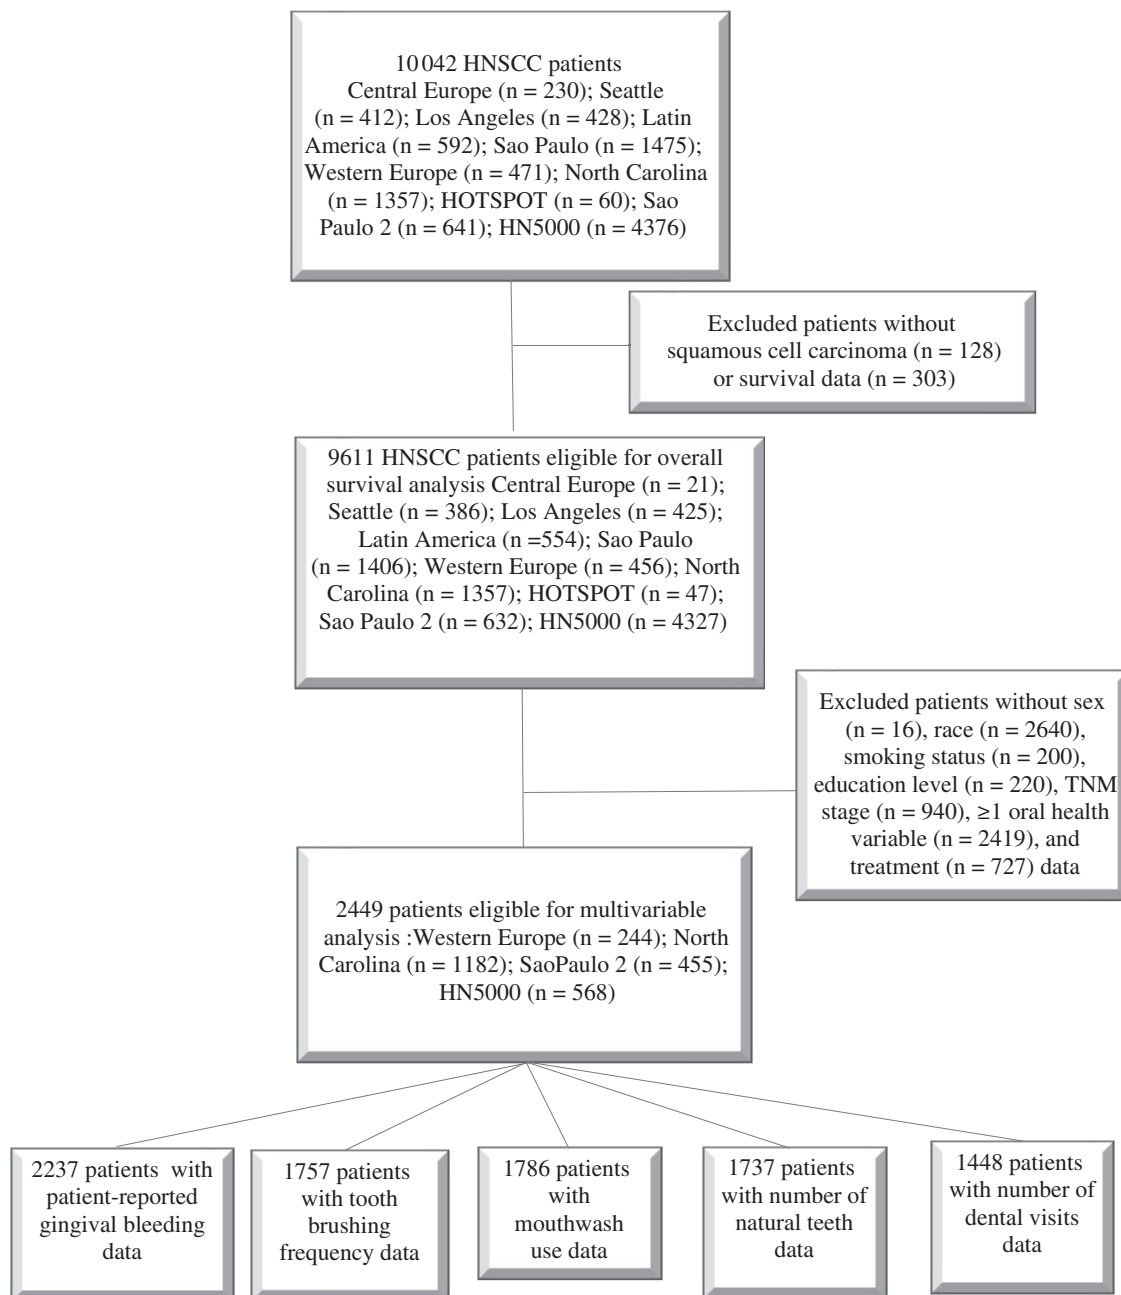 10 042 HNSCC patients
Central Europe (n = 230); Seattle
(n = 412); Los Angeles (n = 428); Latin
America (n = 592); Sao Paulo (n = 1475);
Western Europe (n = 471); North Carolina
(n = 1357); HOTSPOT (n = 60); Sao
Paulo 2 (n = 641); HN5000 (n = 4376)
Excluded patients without
squamous cell carcinoma (n = 128)
or survival data (n = 303)
9611 HNSCC patients eligible for overall
survival analysis Central Europe (n = 21);
Seattle (n = 386); Los Angeles (n = 425);
Latin America (n =554); Sao Paulo
(n = 1406); Western Europe (n = 456); North
Carolina (n = 1357); HOTSPOT (n = 47);
Sao Paulo 2 (n = 632); HN5000 (n = 4327)
Excluded patients without sex
(n = 16), race (n = 2640),
smoking status (n = 200),
education level (n = 220), TNM
stage (n = 940), ≥1 oral health
variable (n = 2419), and
treatment (n = 727) data
2449 patients eligible for multivariable
analysis :Western Europe (n = 244); North
Carolina (n = 1182); SaoPaulo 2 (n = 455);
HN5000 (n = 568)
2237 patients with
patient-reported
gingival bleeding
data
1757 patients
with tooth
brushing
frequency data
1786 patients
with
mouthwash
use data
1737 patients
with number of
natural teeth
data
1448 patients
with number of
dental visits
data